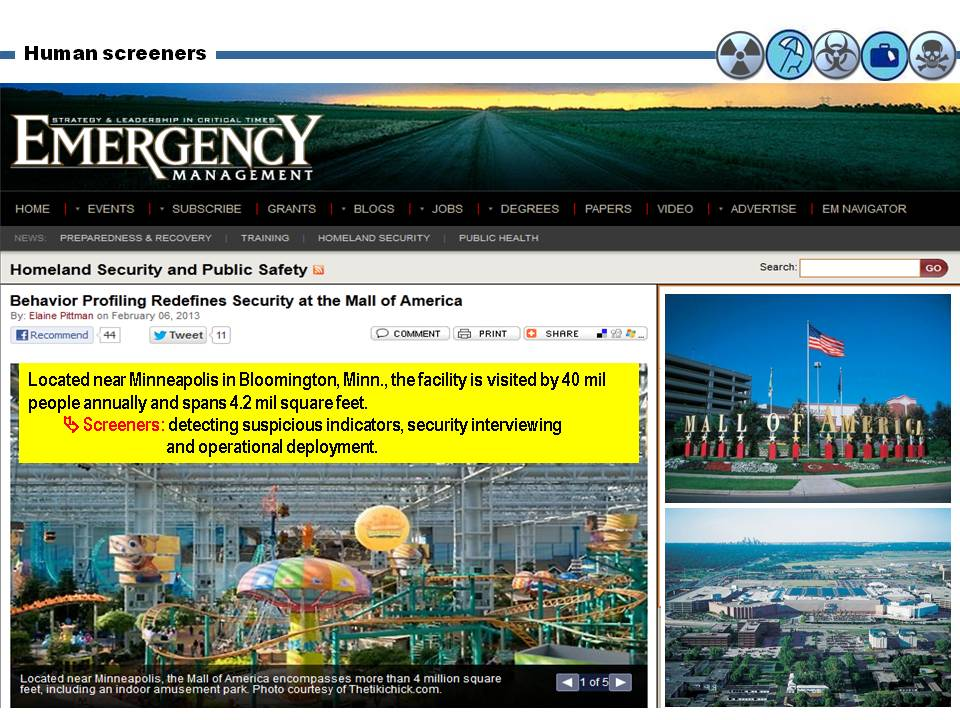 Human screeners
STRATEGY & LEADERSHIP IN CRITICAL TIMES
EMERGENCY
MANAGEMENT
HOME EVENTS SUBSCRIBE GRANTS BLOGS JOBS DEGREES PAPERS VIDEO ADVERTISE EM NAVIGATOR
NEWS: PREPAREDNESS & RECOVERY | TRAINING | HOMELAND SECURITY | PUBLIC HEALTH
Homeland Security and Public Safety
Search: GO
Behavior Profiling Redefines Security at the Mall of America
By: Elaine Pittman on February 06, 2013
Recommend 44 Tweet 11 COMMENT PRINT SHARE ...
Located near Minneapolis in Bloomington, Minn., the facility is visited by 40 mil
people annually and spans 4.2 mil square feet.
Screeners: detecting suspicious indicators, security interviewing
and operational deployment.
MALL OF AMERICA
Located near Minneapolis, the Mall of America encompasses more than 4 million square
feet, including an indoor amusement park. Photo courtesy of Thetikichick.com.
1 of 5